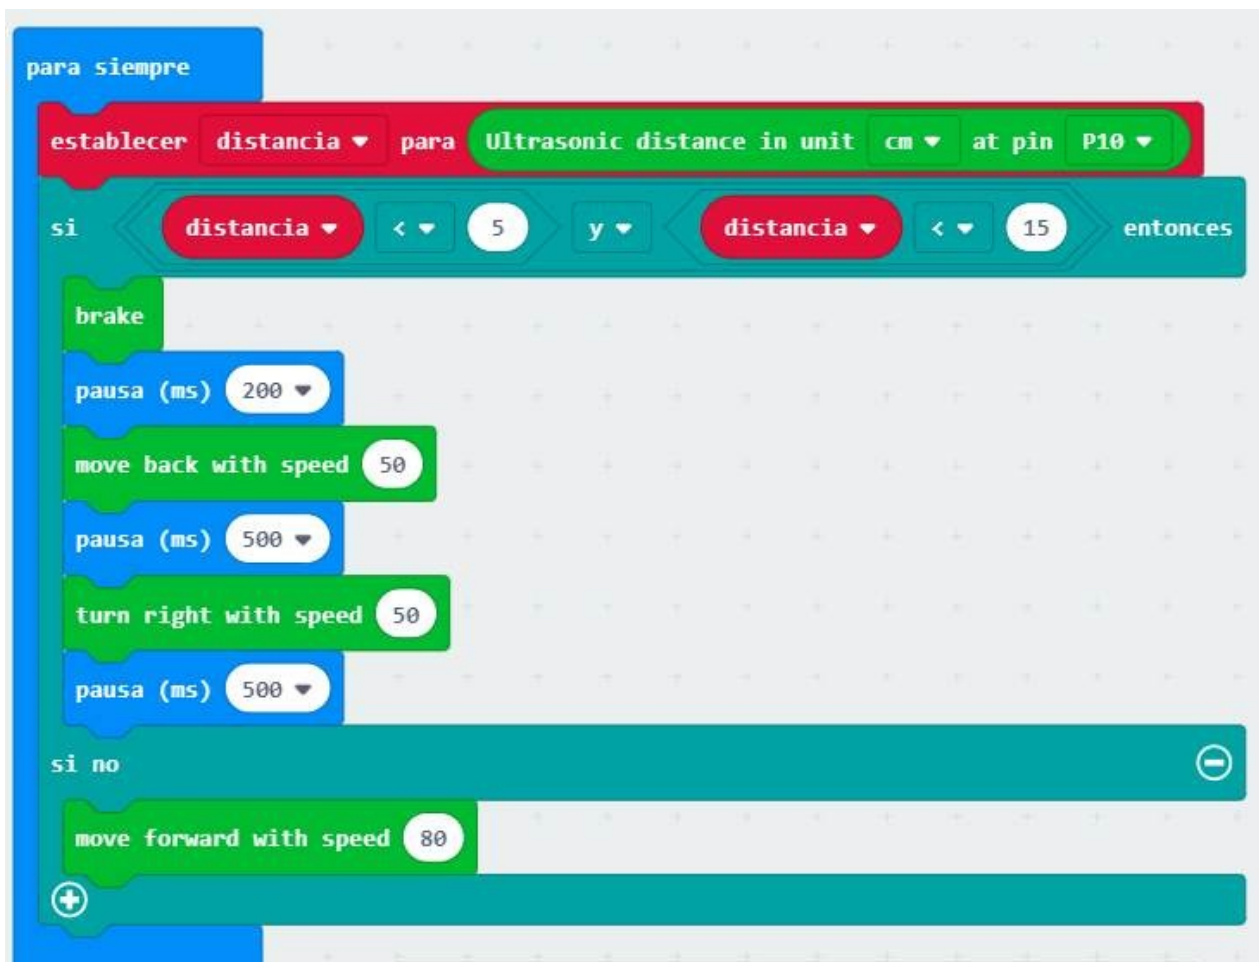 para siempre
establecer distancia para Ultrasonic distance in unit cm at pin P10
si distancia < 5 y distancia < 15 entonces
brake
pausa (ms) 200
move back with speed 50
pausa (ms) 500
turn right with speed 50
pausa (ms) 500
si no
move forward with speed 80